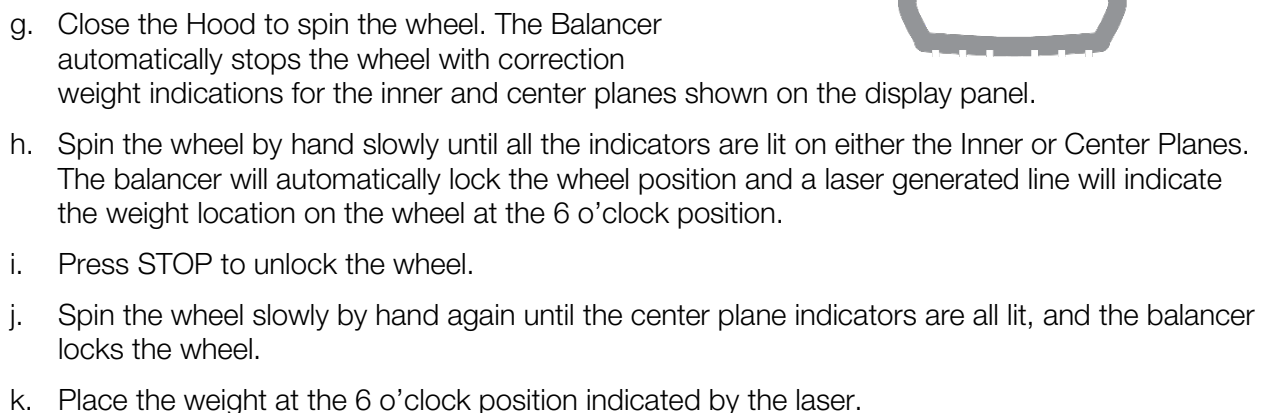 g. Close the Hood to spin the wheel. The Balancer
automatically stops the wheel with correction
weight indications for the inner and center planes shown on the display panel.
h. Spin the wheel by hand slowly until all the indicators are lit on either the Inner or Center Planes.
The balancer will automatically lock the wheel position and a laser generated line will indicate
the weight location on the wheel at the 6 o’clock position.
i. Press STOP to unlock the wheel.
j. Spin the wheel slowly by hand again until the center plane indicators are all lit, and the balancer
locks the wheel.
k. Place the weight at the 6 o’clock position indicated by the laser.